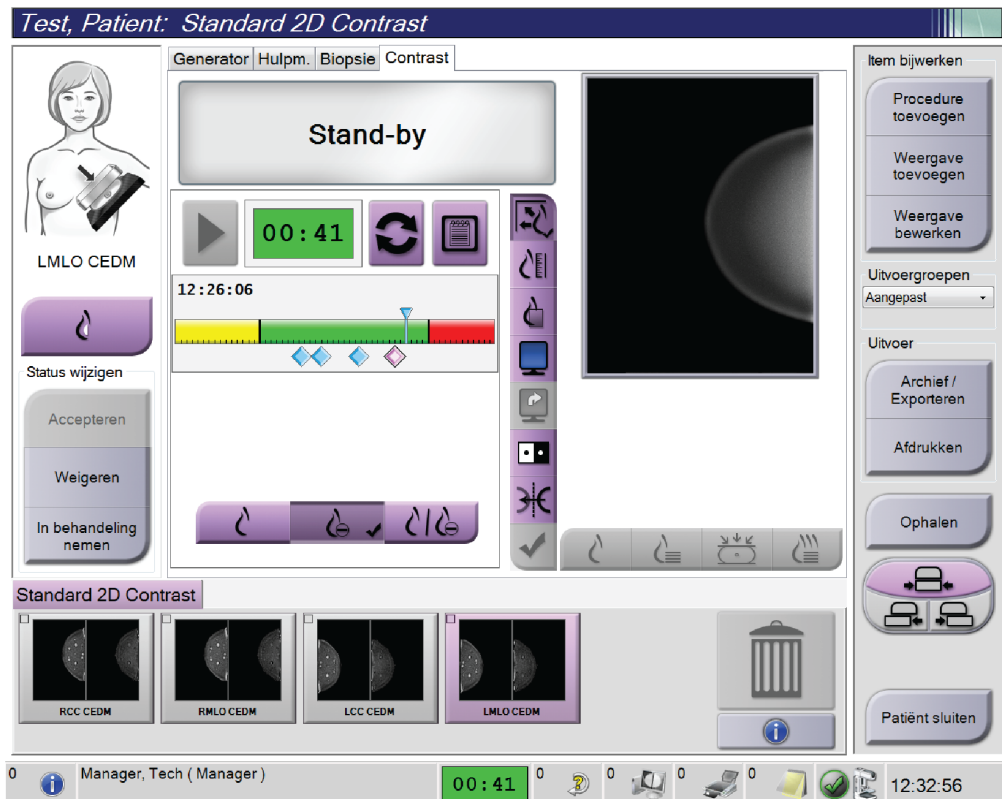 Test, Patient: Standard 2D Contrast
Generator Hulpm. Biopsie Contrast
Stand-by
00:41
12:26:06
LMLO CEDM
Status wijzigen
Accepteren
Weigeren
In behandeling
nemen
Item bijwerken
Procedure
toevoegen
Weergave
toevoegen
Weergave
bewerken
Uitvoergroepen
Aangepast
Uitvoer
Archief /
Exporteren
Afdrukken
Ophalen
Patiënt sluiten
Standard 2D Contrast
RCC CEDM
RMLO CEDM
LCC CEDM
LMLO CEDM
0 Manager, Tech ( Manager ) 00:41 0 0 0 0 12:32:56